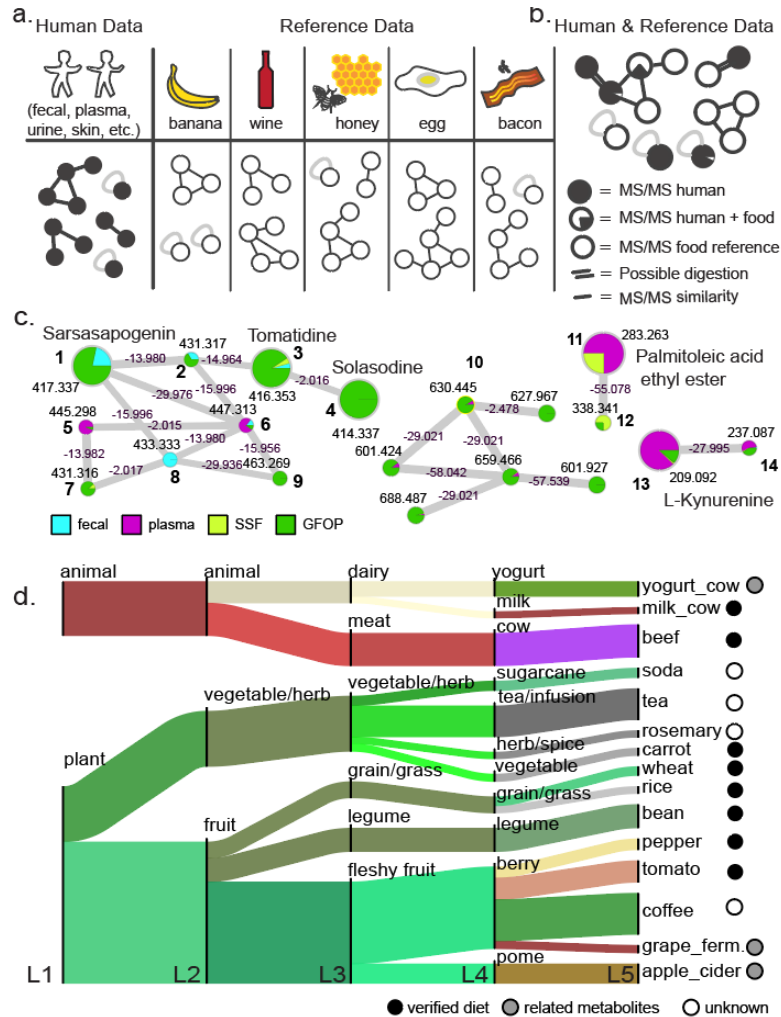 a.
Human Data
Reference Data
b.
Human & Reference Data
(fecal, plasma,
urine, skin, etc.)
banana
wine
honey
egg
bacon
= MS/MS human
= MS/MS human + food
= MS/MS food reference
= Possible digestion
= MS/MS similarity
c.
Sarsasapogenin
1
417.337
-13.980
431.317
2
-14.964
Tomatidine
3
416.353
-2.016
Solasodine
4
414.337
-29.976
-15.996
445.298
5
-15.996
-2.015
447.313
6
-13.982
433.333
-13.980
-15.956
431.316
7
-2.017
8
-29.936
463.269
9
10
630.445
627.967
-2.478
601.424
-29.021
-29.021
659.466
601.927
-58.042
-57.539
688.487
-29.021
11
283.263
Palmitoleic acid
ethyl ester
-55.078
338.341
12
237.087
-27.995
13
209.092
14
L-Kynurenine
fecal
plasma
SSF
GFOP
d.
animal
animal
dairy
yogurt
yogurt_cow
milk
milk_cow
meat
cow
beef
sugarcane
soda
vegetable/herb
vegetable/herb
tea/infusion
tea
plant
herb/spice
rosemary
vegetable
carrot
grain/grass
grain/grass
wheat
rice
fruit
legume
legume
bean
fleshy fruit
berry
pepper
tomato
coffee
grape_ferm.
pome
apple_cider
L1
L2
L3
L4
L5
verified diet
related metabolites
unknown